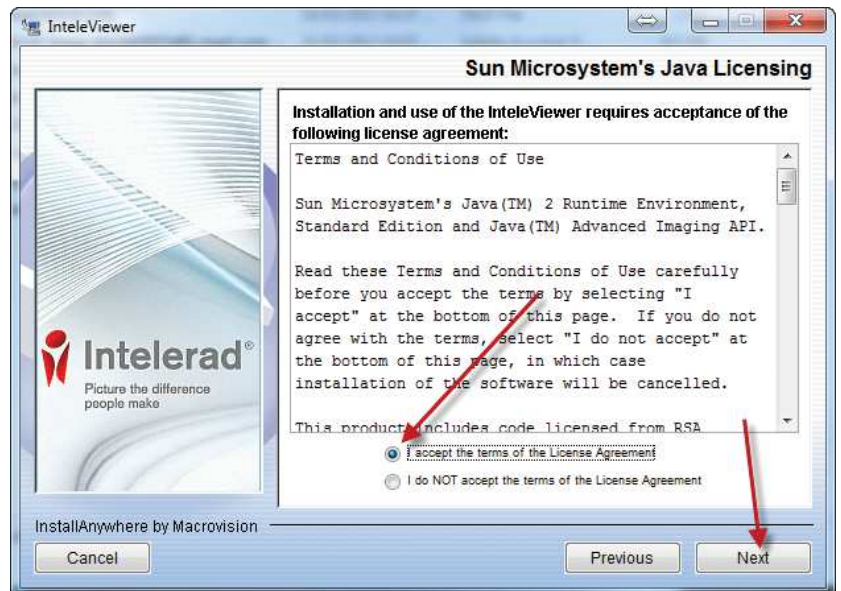 InteleViewer
Sun Microsystem's Java Licensing
Installation and use of the InteleViewer requires acceptance of the
following license agreement:
Terms and Conditions of Use
Sun Microsystem's Java(TM) 2 Runtime Environment,
Standard Edition and Java(TM) Advanced Imaging API.
Read these Terms and Conditions of Use carefully
before you accept the terms by selecting "I
accept" at the bottom of this page.  If you do not
agree with the terms, select "I do not accept" at
the bottom of this page, in which case
installation of the software will be cancelled.
This product includes code licensed from RSA
Intelerad®
Picture the difference
people make
I accept the terms of the License Agreement
I do NOT accept the terms of the License Agreement
InstallAnywhere by Macrovision
Cancel
Previous
Next